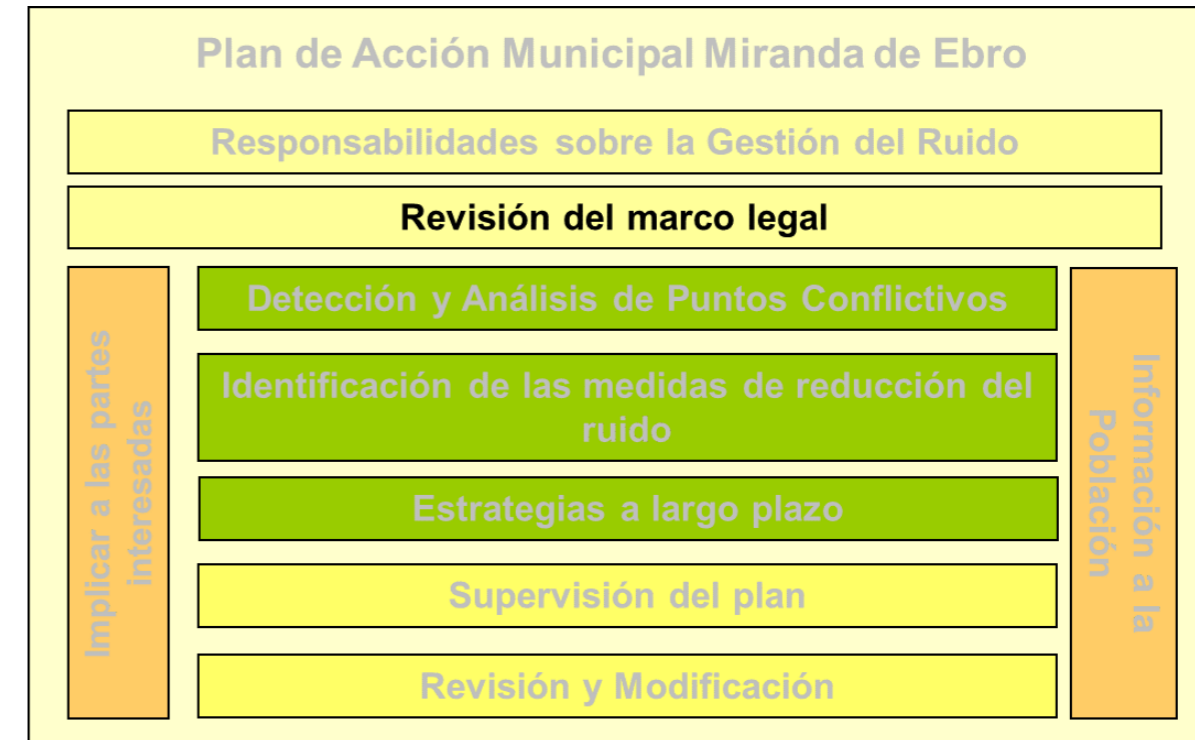 Plan de Acción Municipal Miranda de Ebro
Responsabilidades sobre la Gestión del Ruido
Revisión del marco legal
Implicar a las partes
interesadas
Detección y Análisis de Puntos Conflictivos
Identificación de las medidas de reducción del
ruido
Estrategias a largo plazo
Supervisión del plan
Revisión y Modificación
Información a la
Población